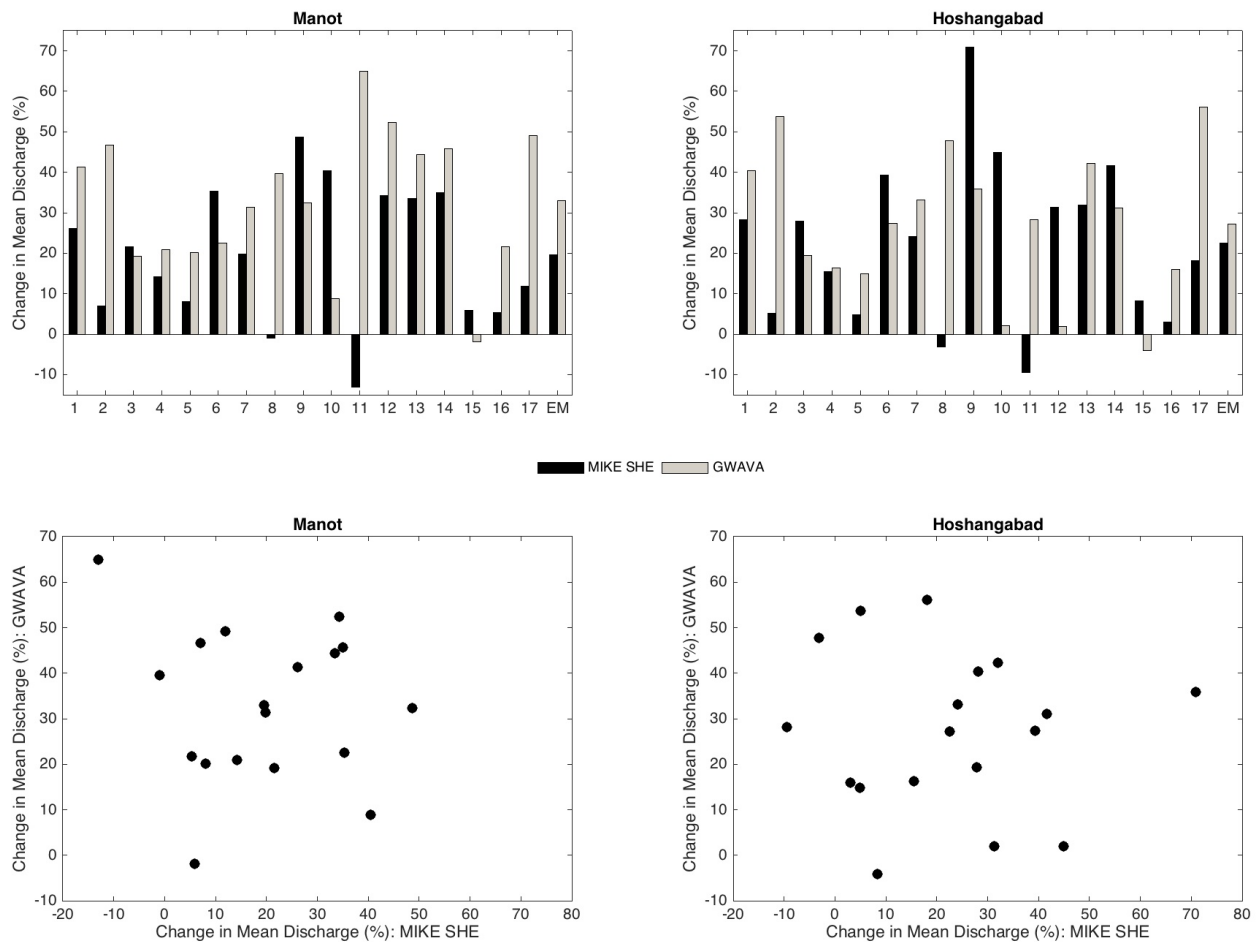 Manot
Change in Mean Discharge (%)
70
60
50
40
30
20
10
0
-10
1 2 3 4 5 6 7 8 9 10 11 12 13 14 15 16 17 EM
Hoshangabad
Change in Mean Discharge (%)
70
60
50
40
30
20
10
0
-10
1 2 3 4 5 6 7 8 9 10 11 12 13 14 15 16 17 EM
MIKE SHE GWAVA
Manot
Change in Mean Discharge (%): GWAVA
70
60
50
40
30
20
10
0
-10
-20 -10 0 10 20 30 40 50 60 70 80
Change in Mean Discharge (%): MIKE SHE
Hoshangabad
Change in Mean Discharge (%): GWAVA
70
60
50
40
30
20
10
0
-10
-20 -10 0 10 20 30 40 50 60 70 80
Change in Mean Discharge (%): MIKE SHE